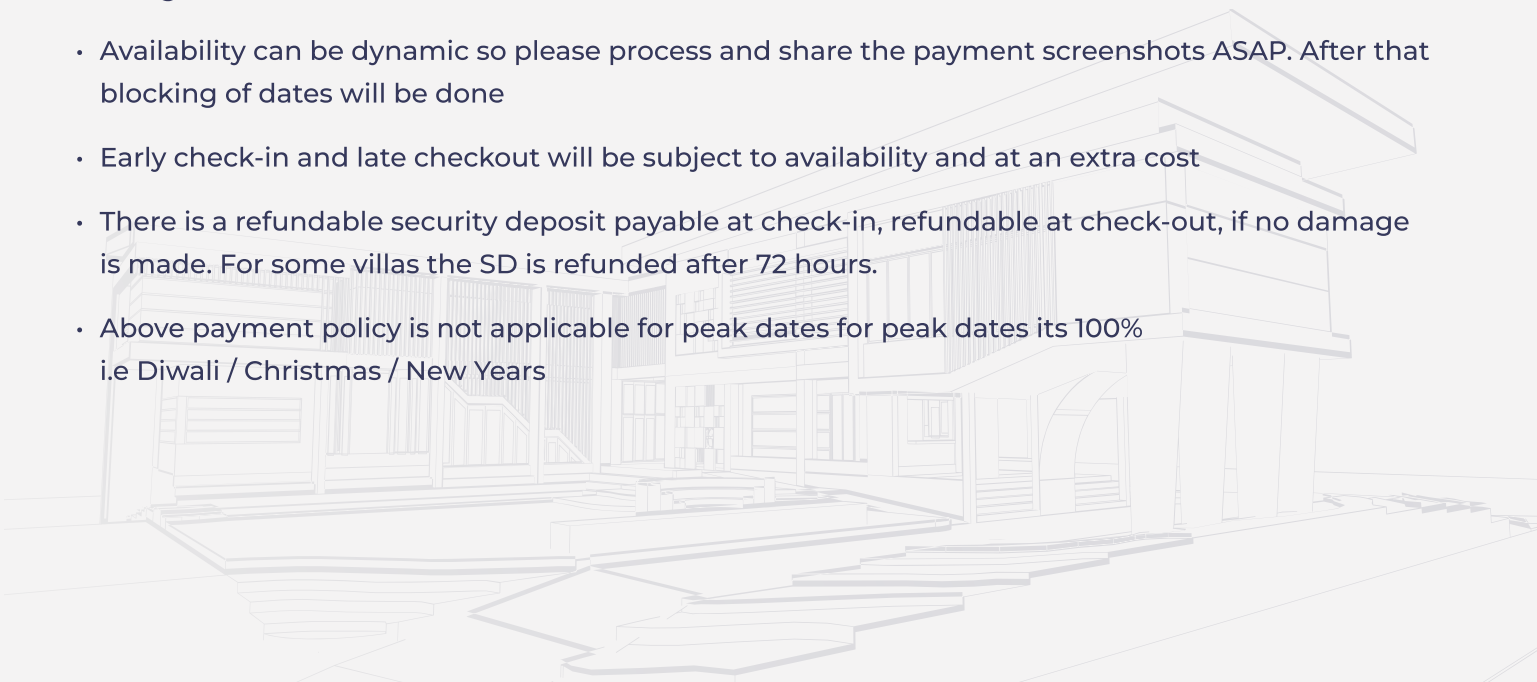 • Availability can be dynamic so please process and share the payment screenshots ASAP. After that
blocking of dates will be done
• Early check-in and late checkout will be subject to availability and at an extra cost
• There is a refundable security deposit payable at check-in, refundable at check-out, if no damage
is made. For some villas the SD is refunded after 72 hours.
• Above payment policy is not applicable for peak dates for peak dates its 100%
i.e Diwali / Christmas / New Years